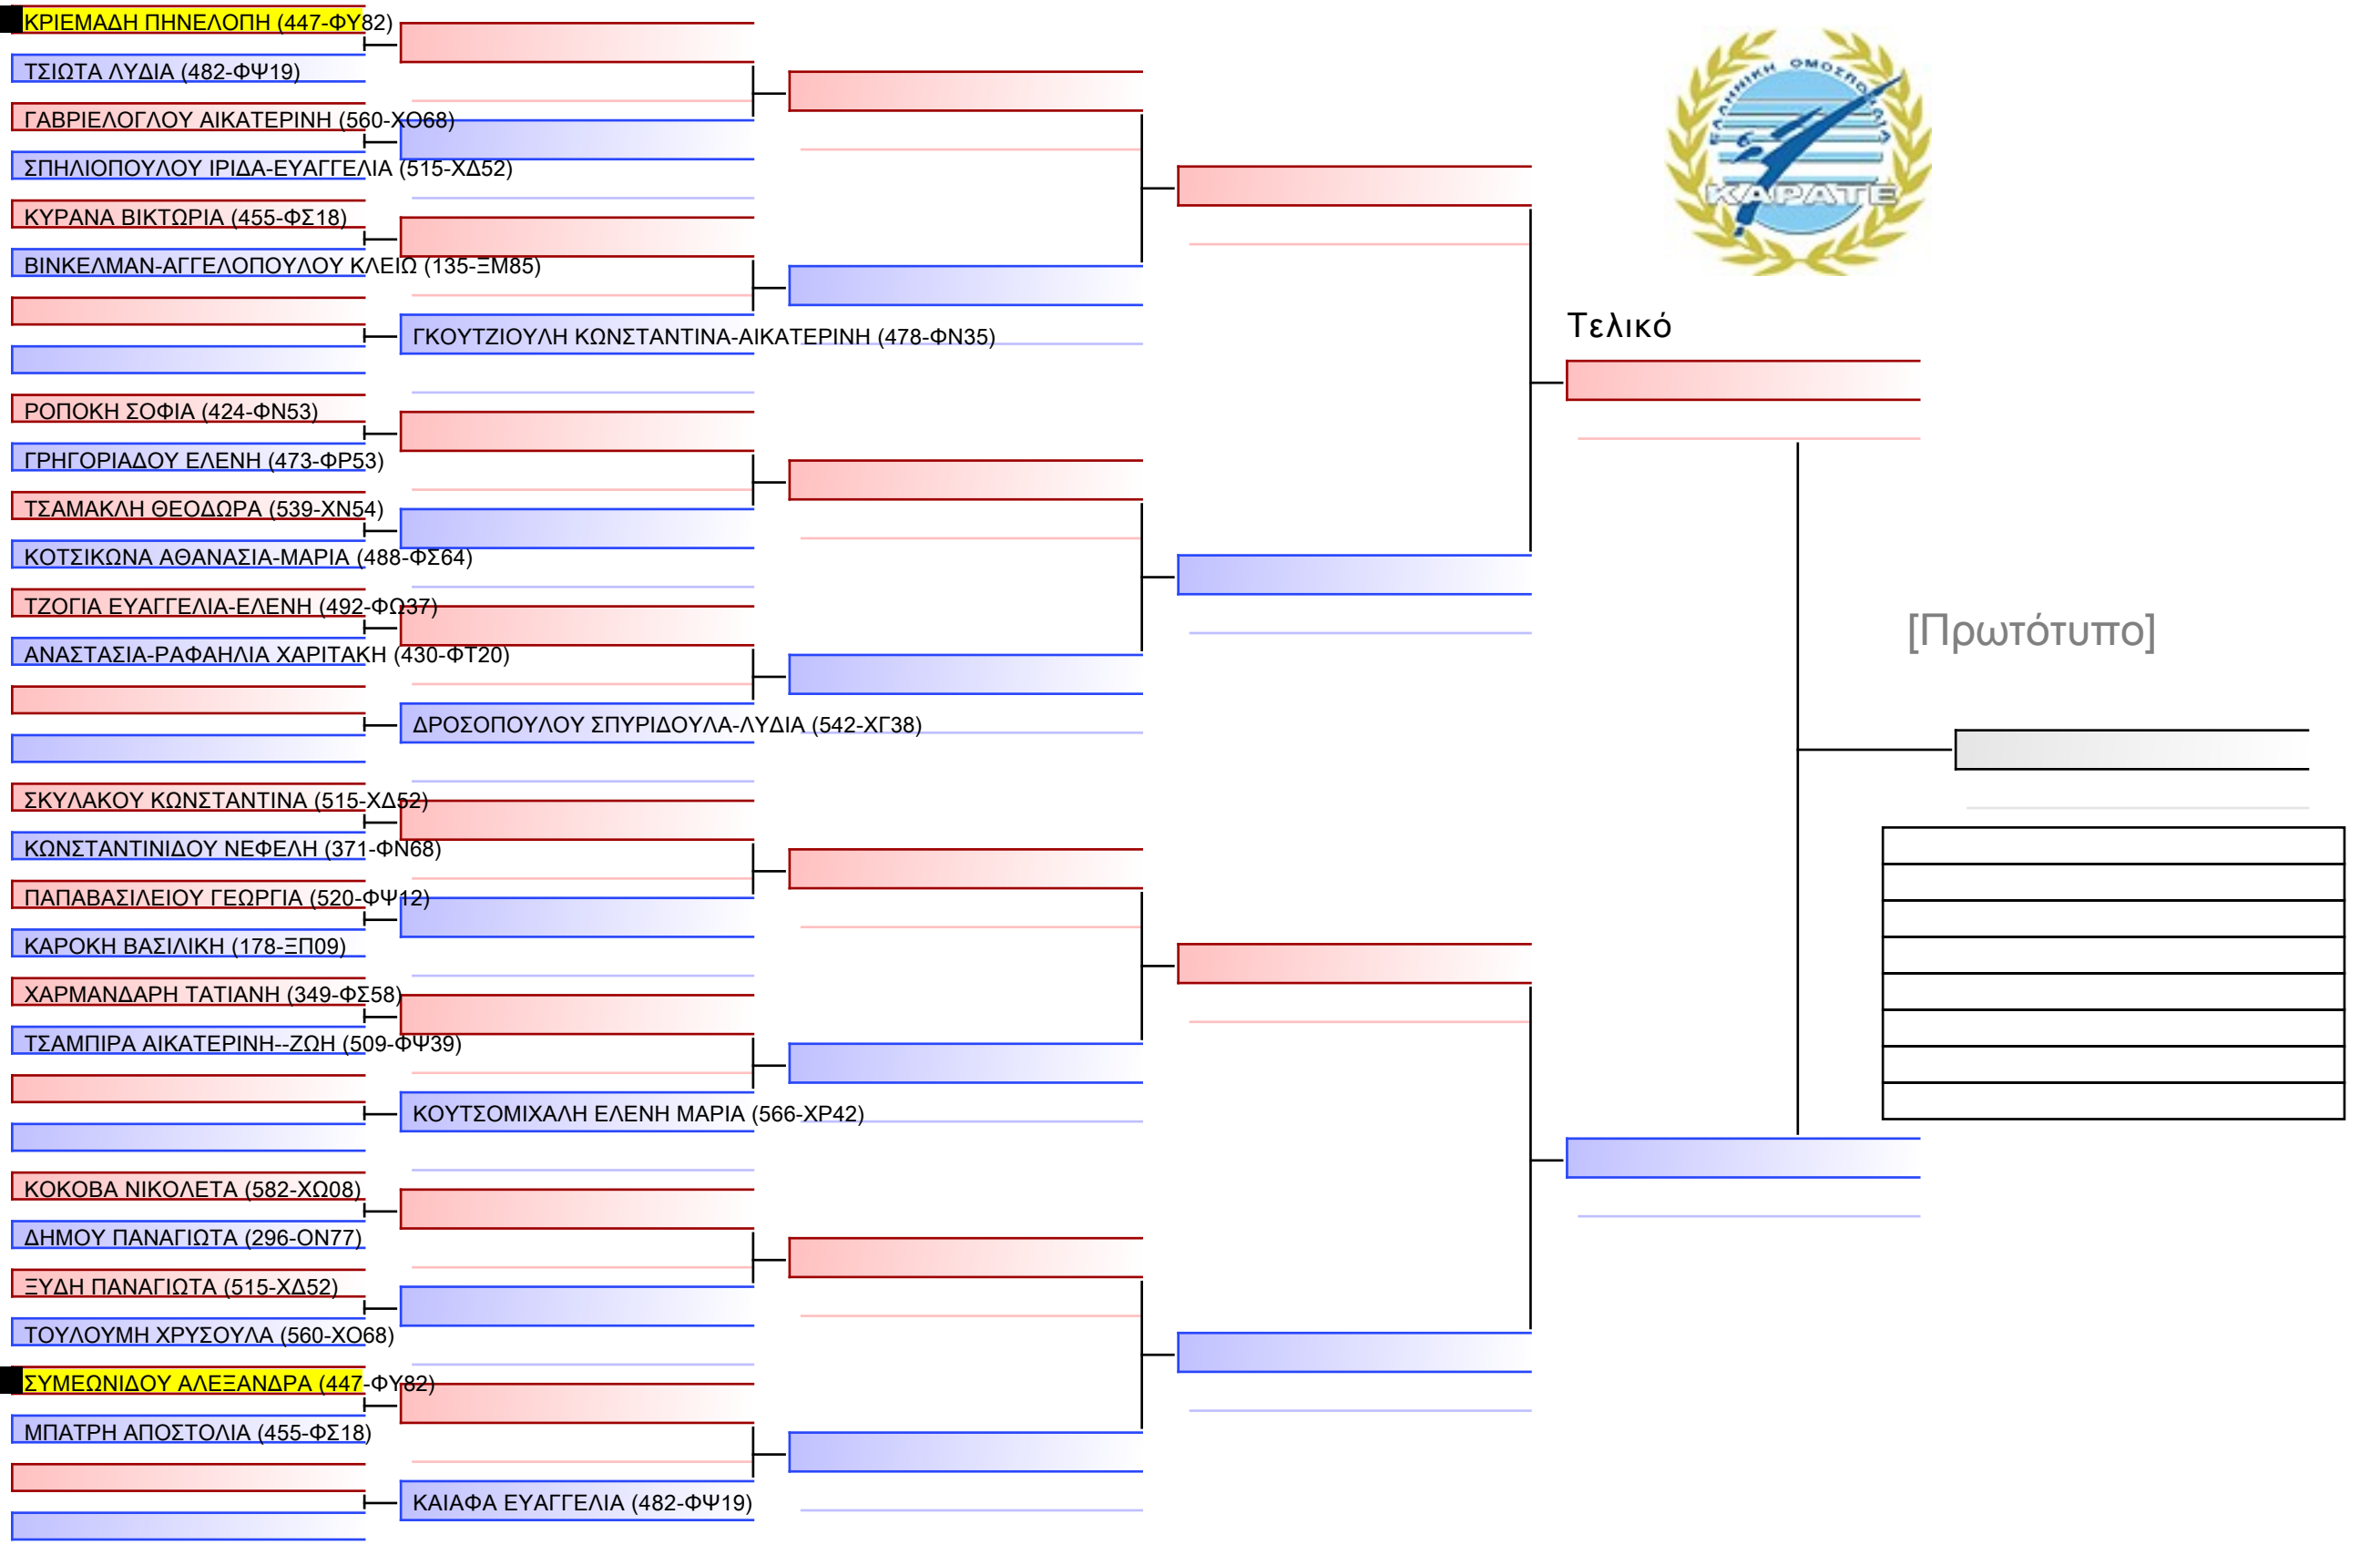 ΚΡΙΕΜΑΔΗ ΠΗΝΕΛΟΠΗ (447-ΦΥ82)
ΤΣΙΩΤΑ ΛΥΔΙΑ (482-ΦΨ19)
ΓΑΒΡΙΕΛΟΓΛΟΥ ΑΙΚΑΤΕΡΙΝΗ (560-ΧΟ68)
ΣΠΗΛΙΟΠΟΥΛΟΥ ΙΡΙΔΑ-ΕΥΑΓΓΕΛΙΑ (515-ΧΔ52)
ΚΥΡΑΝΑ ΒΙΚΤΩΡΙΑ (455-ΦΣ18)
ΒΙΝΚΕΛΜΑΝ-ΑΓΓΕΛΟΠΟΥΛΟΥ ΚΛΕΙΩ (135-ΞΜ85)
ΓΚΟΥΤΖΙΟΥΛΗ ΚΩΝΣΤΑΝΤΙΝΑ-ΑΙΚΑΤΕΡΙΝΗ (478-ΦΝ35)
ΡΟΠΟΚΗ ΣΟΦΙΑ (424-ΦΝ53)
ΓΡΗΓΟΡΙΑΔΟΥ ΕΛΕΝΗ (473-ΦΡ53)
ΤΣΑΜΑΚΛΗ ΘΕΟΔΩΡΑ (539-ΧΝ54)
ΚΟΤΣΙΚΩΝΑ ΑΘΑΝΑΣΙΑ-ΜΑΡΙΑ (488-ΦΣ64)
ΤΖΟΓΙΑ ΕΥΑΓΓΕΛΙΑ-ΕΛΕΝΗ (492-ΦΩ37)
ΑΝΑΣΤΑΣΙΑ-ΡΑΦΑΗΛΙΑ ΧΑΡΙΤΑΚΗ (430-ΦΤ20)
ΔΡΟΣΟΠΟΥΛΟΥ ΣΠΥΡΙΔΟΥΛΑ-ΛΥΔΙΑ (542-ΧΓ38)
ΣΚΥΛΑΚΟΥ ΚΩΝΣΤΑΝΤΙΝΑ (515-ΧΔ52)
ΚΩΝΣΤΑΝΤΙΝΙΔΟΥ ΝΕΦΕΛΗ (371-ΦΝ68)
ΠΑΠΑΒΑΣΙΛΕΙΟΥ ΓΕΩΡΓΙΑ (520-ΦΨ12)
ΚΑΡΟΚΗ ΒΑΣΙΛΙΚΗ (178-ΞΠ09)
ΧΑΡΜΑΝΔΑΡΗ ΤΑΤΙΑΝΗ (349-ΦΣ58)
ΤΣΑΜΠΙΡΑ ΑΙΚΑΤΕΡΙΝΗ--ΖΩΗ (509-ΦΨ39)
ΚΟΥΤΣΟΜΙΧΑΛΗ ΕΛΕΝΗ ΜΑΡΙΑ (566-ΧΡ42)
ΚΟΚΟΒΑ ΝΙΚΟΛΕΤΑ (582-ΧΩ08)
ΔΗΜΟΥ ΠΑΝΑΓΙΩΤΑ (296-ΟΝ77)
ΞΥΔΗ ΠΑΝΑΓΙΩΤΑ (515-ΧΔ52)
ΤΟΥΛΟΥΜΗ ΧΡΥΣΟΥΛΑ (560-ΧΟ68)
ΣΥΜΕΩΝΙΔΟΥ ΑΛΕΞΑΝΔΡΑ (447-ΦΥ82)
ΜΠΑΤΡΗ ΑΠΟΣΤΟΛΙΑ (455-ΦΣ18)
ΚΑΙΑΦΑ ΕΥΑΓΓΕΛΙΑ (482-ΦΨ19)
ΕΛΛΗΝΙΚΗ ΟΜΟΣΠΟΝΔΙΑ
ΚΑΡΑΤΕ
Τελικό
[Πρωτότυπο]